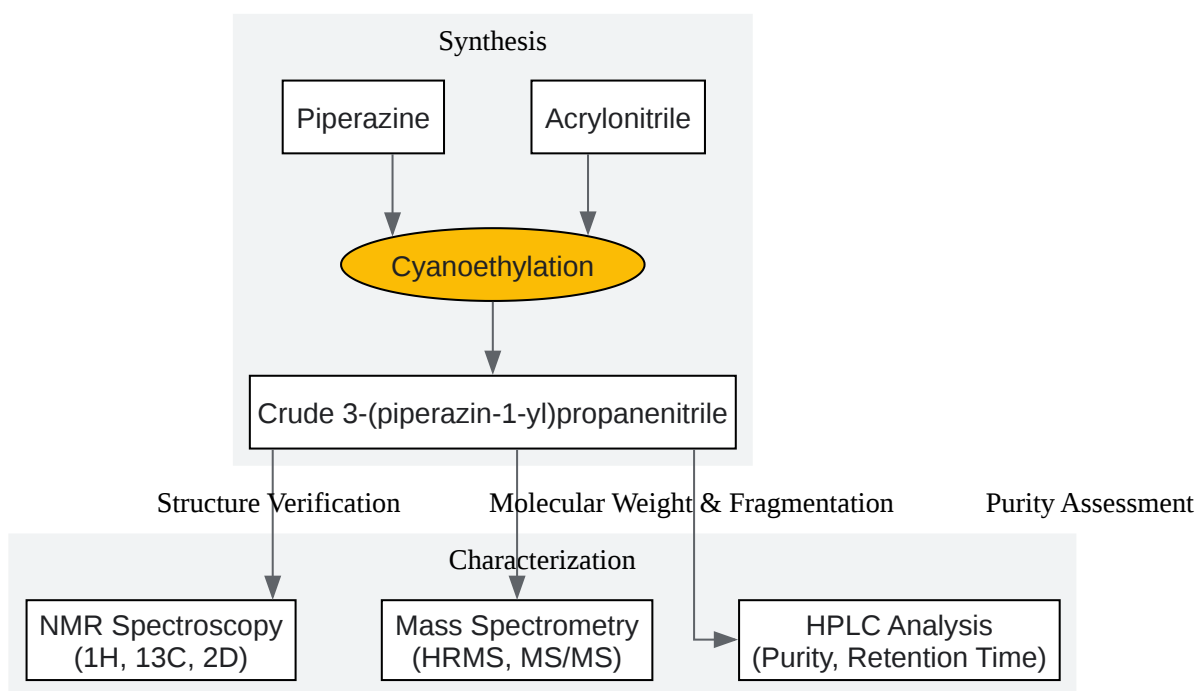 Synthesis
Piperazine
Acrylonitrile
Cyanoethylation
Crude 3-(piperazin-1-yl)propanenitrile
Structure Verification
Molecular Weight & Fragmentation
Purity Assessment
Characterization
NMR Spectroscopy
(1H, 13C, 2D)
Mass Spectrometry
(HRMS, MS/MS)
HPLC Analysis
(Purity, Retention Time)